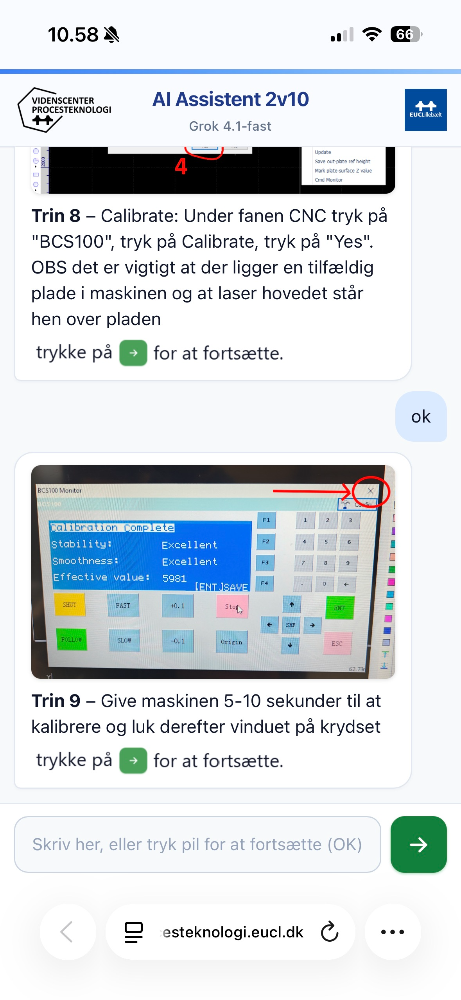 10.58
66
VIDENSCENTER
PROCESTEKNOLOGI
AI Assistent 2v10
Grok 4.1-fast
EUCLillebælt
2000
4
Update
Save out-plate ref height
Mark plate-surface Z value
Cmd Monitor
Trin 8 – Calibrate: Under fanen CNC tryk på
"BCS100", tryk på Calibrate, tryk på "Yes".
OBS det er vigtigt at der ligger en tilfældig
plade i maskinen og at laser hovedet står
hen over pladen
trykke på → for at fortsætte.
ok
BCS100 Monitor
BCS100
Config
Calibration Complete
Stability: Excellent
Smoothness: Excellent
Effective value: 5981
[ENT]SAVE
F1 1 2 3
F2 4 5 6
F3 7 8 9
F4 . 0 ←
SHUT FAST +0.1 Stop ↑ ENT
← SHF →
FOLLOW SLOW -0.1 Origin ↓ ESC
Trin 9 – Give maskinen 5-10 sekunder til at
kalibrere og luk derefter vinduet på krydset
trykke på → for at fortsætte.
Skriv her, eller tryk pil for at fortsætte (OK)
esteknologi.eucl.dk